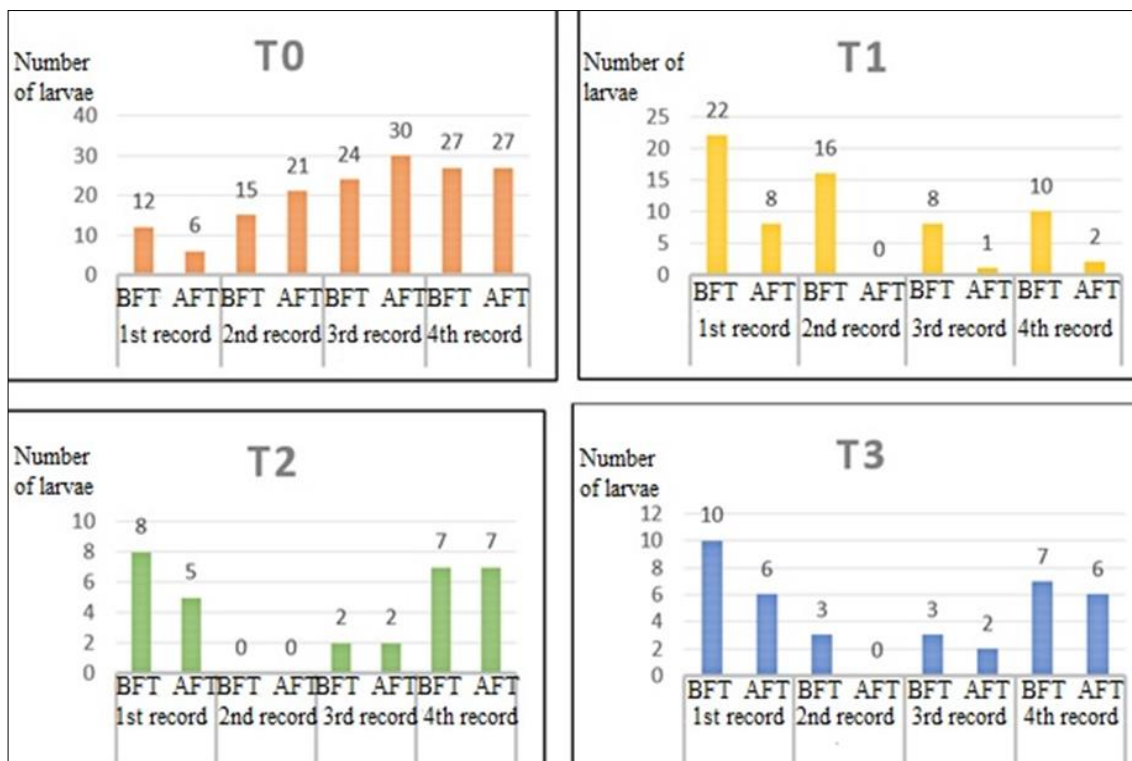 T0
Number
of larvae
40
30
20
10
0
12
6
15
21
24
30
27
27
BFT AFT BFT AFT BFT AFT BFT AFT
1st record 2nd record 3rd record 4th record
T1
Number of
larvae
25
20
15
10
5
0
22
8
16
0
8
1
10
2
BFT AFT BFT AFT BFT AFT BFT AFT
1st record 2nd record 3rd record 4th record
T2
Number
of larvae
10
8
6
4
2
0
8
5
0
0
2
2
7
7
BFT AFT BFT AFT BFT AFT BFT AFT
1st record 2nd record 3rd record 4th record
T3
Number
of larvae
12
10
8
6
4
2
0
10
6
3
0
3
2
7
6
BFT AFT BFT AFT BFT AFT BFT AFT
1st record 2nd record 3rd record 4th record